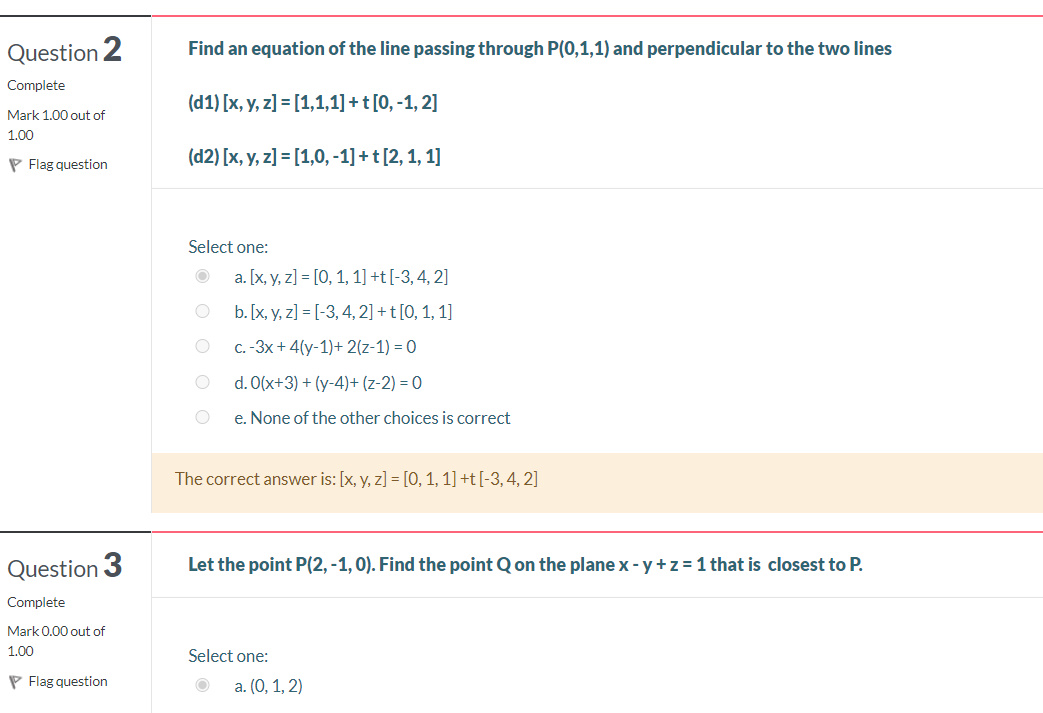 Question 2
Complete
Mark 1.00 out of
1.00
Flag question
Find an equation of the line passing through P(0,1,1) and perpendicular to the two lines
(d1) [x, y, z] = [1,1,1] + t [0, -1, 2]
(d2) [x, y, z] = [1,0, -1] + t [2, 1, 1]
Select one:
a. [x, y, z] = [0, 1, 1] +t [-3, 4, 2]
b. [x, y, z] = [-3, 4, 2] + t [0, 1, 1]
c. -3x + 4(y-1)+ 2(z-1) = 0
d. 0(x+3) + (y-4)+ (z-2) = 0
e. None of the other choices is correct
The correct answer is: [x, y, z] = [0, 1, 1] +t [-3, 4, 2]
Question 3
Complete
Mark 0.00 out of
1.00
Flag question
Let the point P(2, -1, 0). Find the point Q on the plane x - y + z = 1 that is closest to P.
Select one:
a. (0, 1, 2)